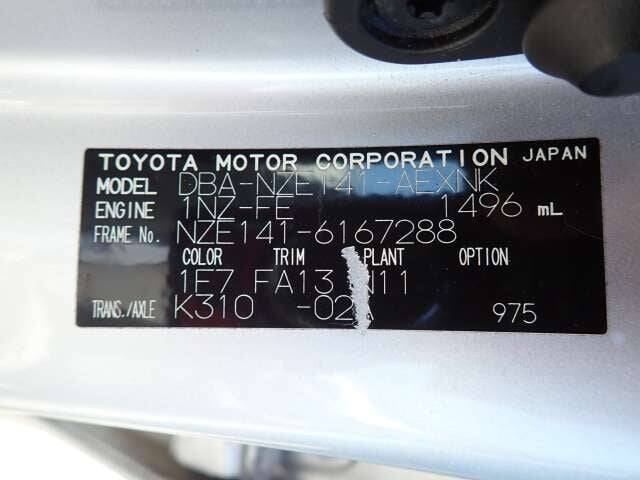 TOYOTA MOTOR CORPORATION JAPAN
MODEL DBA-NZE141-AEXNK
ENGINE 1NZ-FE 1496 mL
FRAME No. NZE141-6167288
COLOR TRIM PLANT OPTION
1E7 FA13 N11
TRANS./AXLE K310 -02A 975